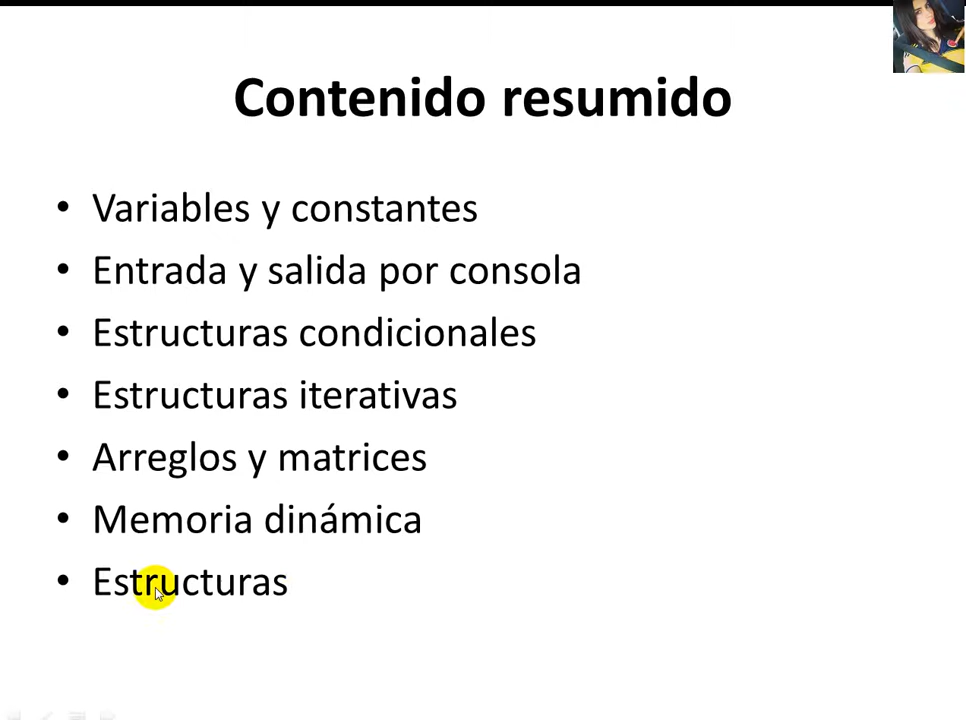 Contenido resumido
• Variables y constantes
• Entrada y salida por consola
• Estructuras condicionales
• Estructuras iterativas
• Arreglos y matrices
• Memoria dinámica
• Estructuras